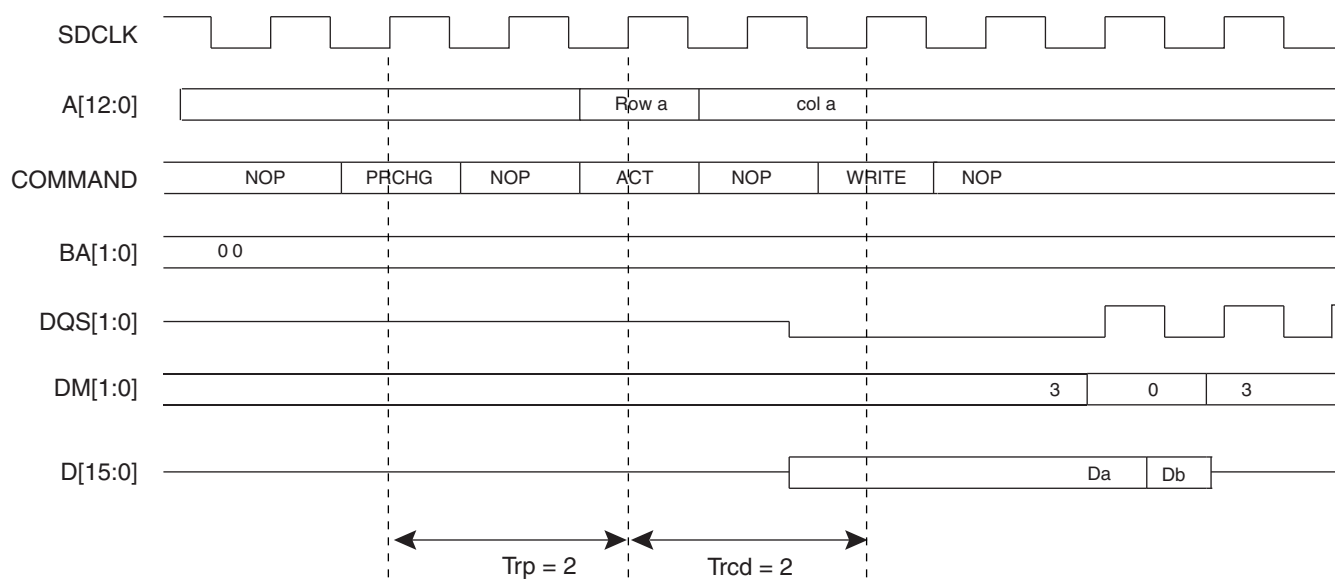 SDCLK
A[12:0] Row a col a
COMMAND NOP PRCHG NOP ACT NOP WRITE NOP
BA[1:0] 0 0
DQS[1:0]
DM[1:0] 3 0 3
D[15:0] Da Db
Trp = 2 Trcd = 2